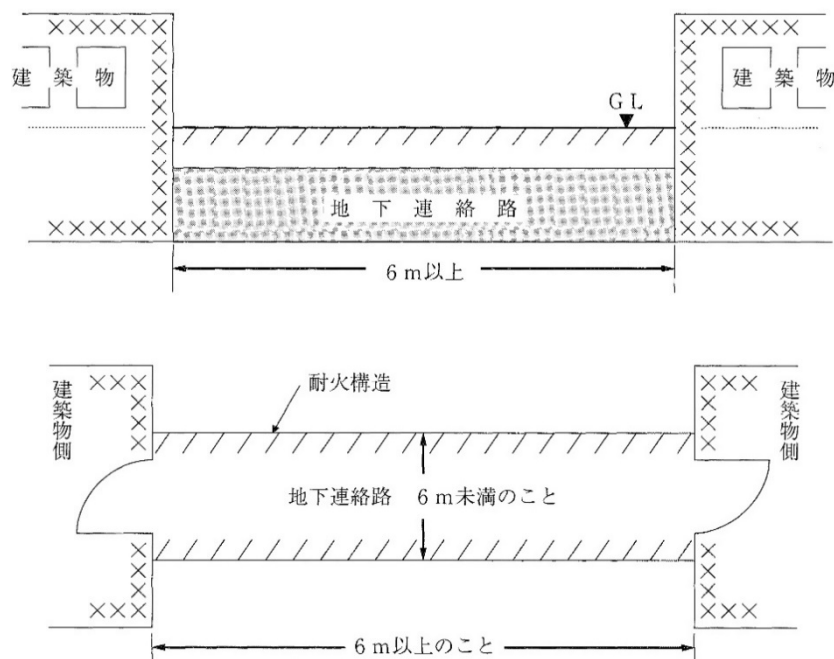 建築物
建築物
GL
地下連絡路
6m以上
建築物側
耐火構造
建築物側
地下連絡路 6m未満のこと
6m以上のこと